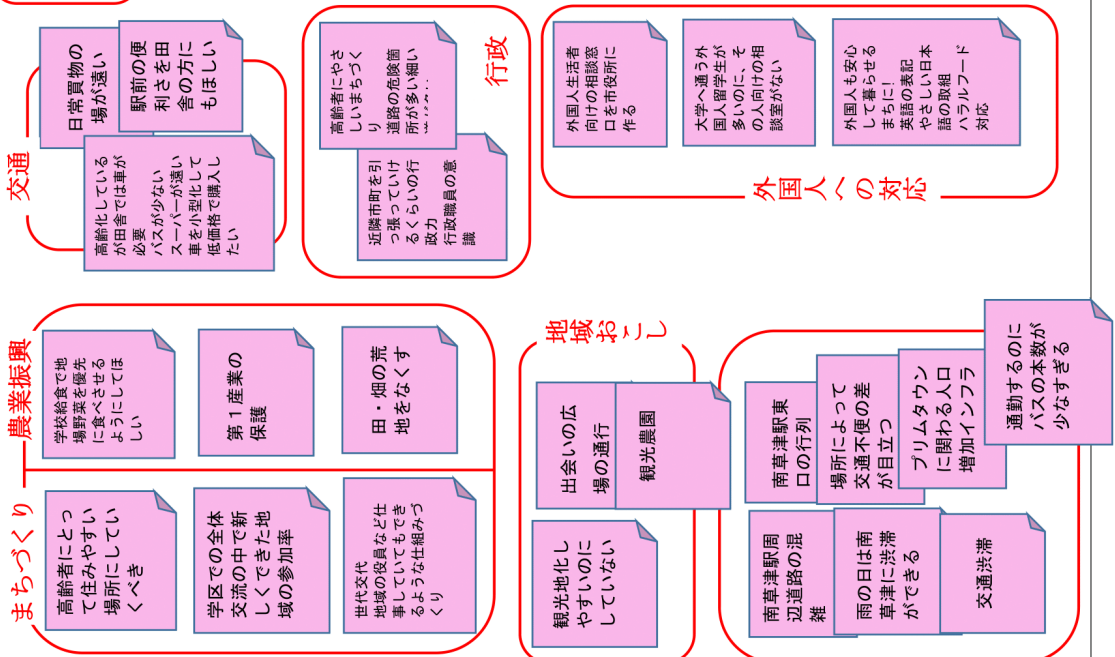 まちづくり
高齢者にとっ
て住みやすい
場所にしてい
くべき
学区での全体
交流の中で新
しくできた地
域の参加率
世代交代
地域の役員など仕
事していてもでき
るような仕組みづ
くり
農業振興
学校給食で地
場野菜を優先
に食べさせる
ようにしてほ
しい
第１産業の
保護
田・畑の荒
地をなくす
交通
日常買物の
場が遠い
駅前の便
利さを田
舎の方に
もほしい
高齢化している
が田舎では車が
必要
バスが少ない
スーパーが遠い
車を小型化して
低価格で購入し
たい
行政
高齢者にやさ
しいまちづく
り
道路の危険箇
所が多い細い
近隣市町を引
っ張っていけ
るくらいの行
政力
行政職員の意
識
地域おこし
観光地化し
やすいのに
していない
出会いの広
場の通行
観光農園
外国人への対応
外国人生活者
向けの相談窓
口を市役所に
作る
大学へ通う外
国人留学生が
多いのに、そ
の人向けの相
談室がない
外国人も安心
して暮らせる
まちに！
英語の表記
やさしい日本
語の取組
ハラルフード
対応
南草津駅周
辺道路の混
雑
雨の日は南
草津に渋滞
ができる
交通渋滞
南草津駅東
口の行列
場所によって
交通不便の差
が目立つ
プリムタウン
に関わる人口
増加インフラ
通勤するのに
バスの本数が
少なすぎる